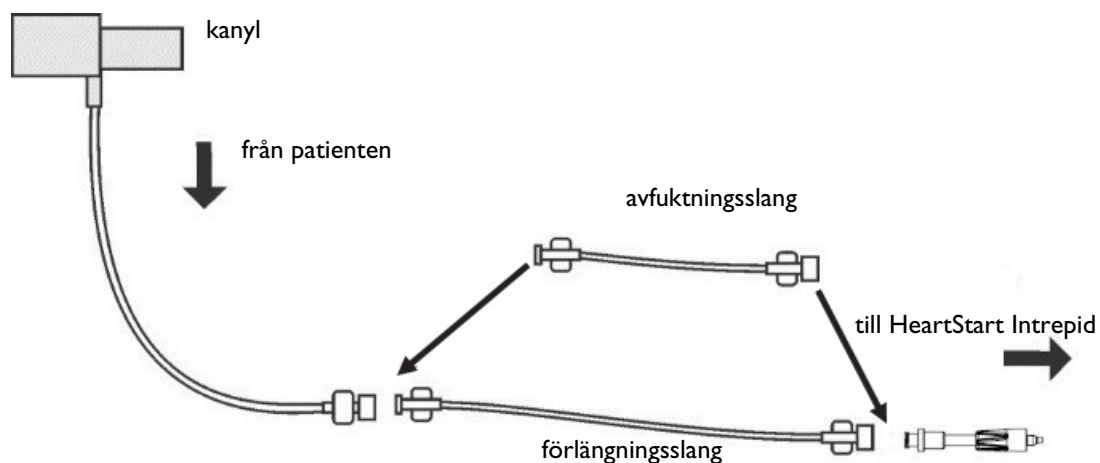 kanyl
från patienten
avfuktningsslang
till HeartStart Intrepid
förlängningsslang